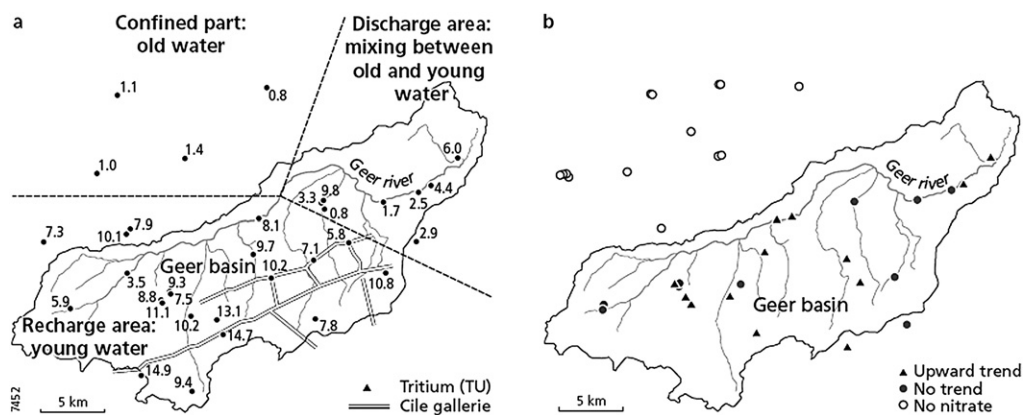 a
Confined part:
old water
Discharge area:
mixing between
old and young
water
1.1
0.8
1.4
1.0
6.0
Geer river
4.4
2.5
1.7
9.8
3.3
0.8
8.1
7.9
10.1
7.3
5.8
2.9
9.7
7.1
Geer basin
10.2
10.8
3.5
9.3
8.8
7.5
11.1
5.9
10.2
13.1
7.8
Recharge area:
young water
14.7
14.9
9.4
Tritium (TU)
Cile gallerie
5 km
7452
b
Geer river
Geer basin
Upward trend
No trend
No nitrate
5 km